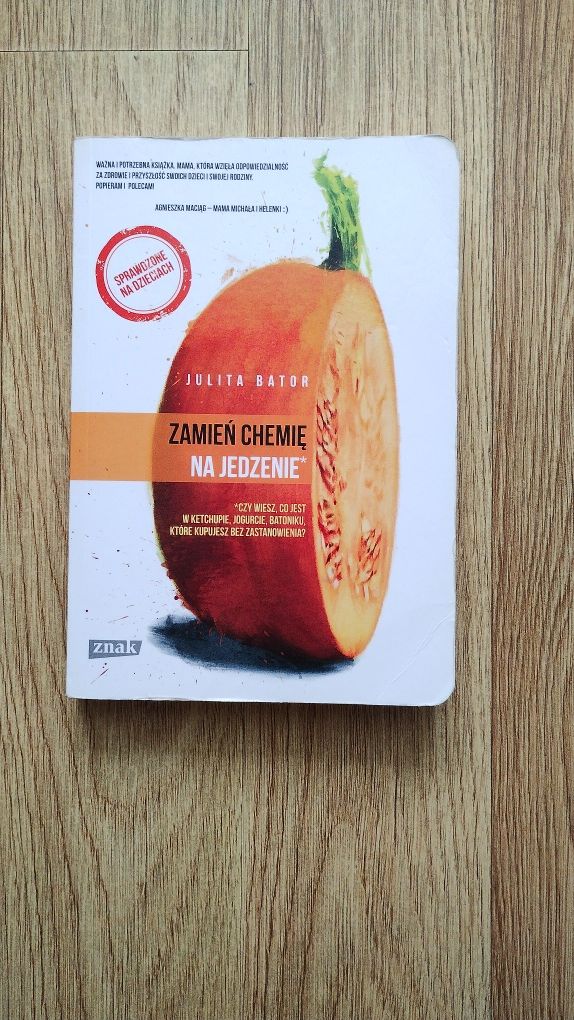 WAŻNA I POTRZEBNA KSIĄŻKA. MAMA, KTÓRA WZIĘŁA ODPOWIEDZIALNOŚĆ
ZA ZDROWIE I PRZYSZŁOŚĆ SWOICH DZIECI I SWOJEJ RODZINY.
POPIERAM I POLECAM!
AGNIESZKA MACIĄG – MAMA MICHAŁA I HELENKI :)
SPRAWDZONE
NA DZIECIACH
JULITA BATOR
ZAMIEŃ CHEMIĘ
NA JEDZENIE*
*CZY WIESZ, CO JEST
W KETCHUPIE, JOGURCIE, BATONIKU,
KTÓRE KUPUJESZ BEZ ZASTANOWIENIA?
znak